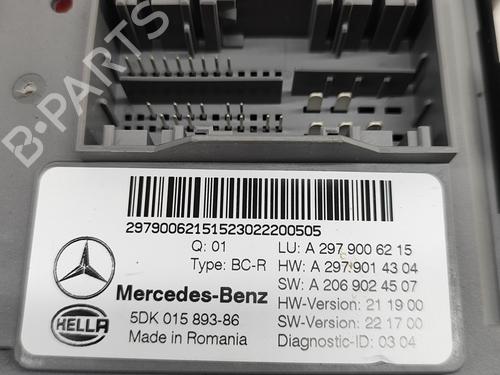 B-PARTS
29790062151523022200505
Q: 01
LU: A 297 900 62 15
Type: BC-R
HW: A 297 901 43 04
SW: A 206 902 45 07
Mercedes-Benz
HW-Version: 21 19 00
HELLA
5DK 015 893-86
SW-Version: 22 17 00
Made in Romania
Diagnostic-ID: 03 04